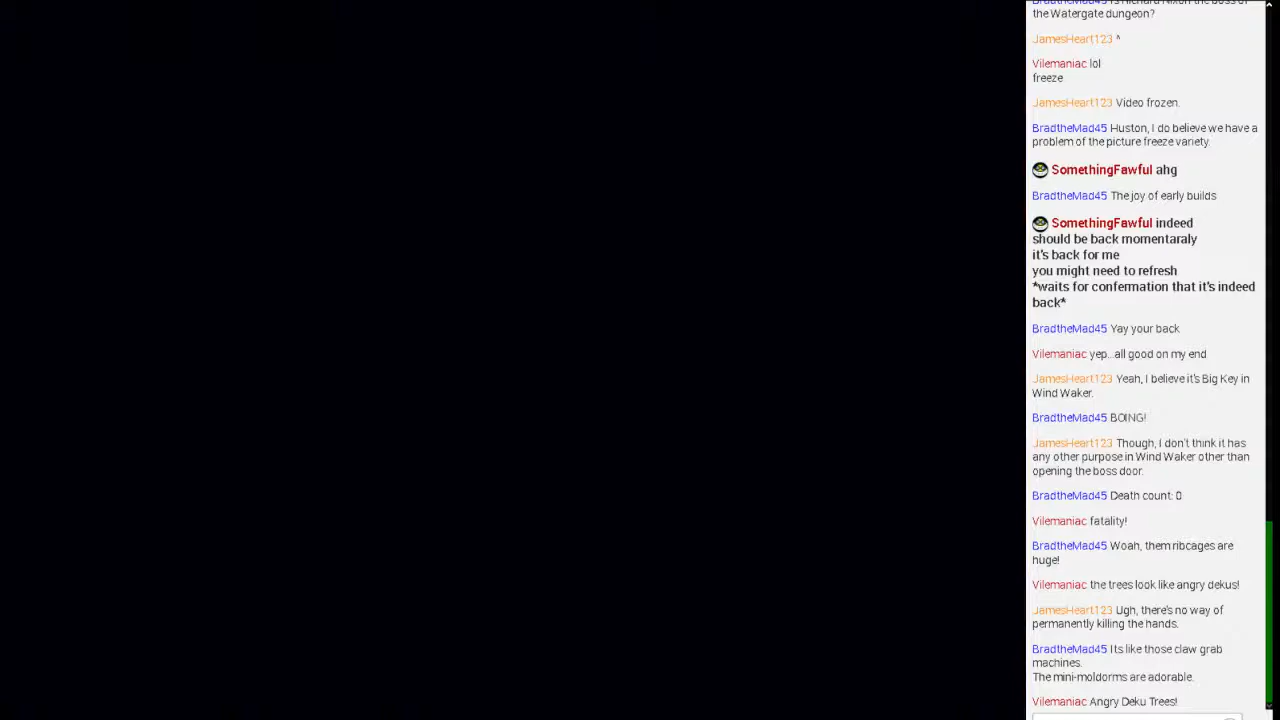 BradtheMad45 Is Richard Nixon the boss of
the Watergate dungeon?
JamesHeart123 ^
Vilemaniac lol
freeze
JamesHeart123 Video frozen.
BradtheMad45 Huston, I do believe we have a
problem of the picture freeze variety.
SomethingFawful ahg
BradtheMad45 The joy of early builds
SomethingFawful indeed
should be back momentaraly
it's back for me
you might need to refresh
*waits for confermation that it's indeed
back*
BradtheMad45 Yay your back
Vilemaniac yep...all good on my end
JamesHeart123 Yeah, I believe it's Big Key in
Wind Waker.
BradtheMad45 BOING!
JamesHeart123 Though, I don't think it has
any other purpose in Wind Waker other than
opening the boss door.
BradtheMad45 Death count: 0
Vilemaniac fatality!
BradtheMad45 Woah, them ribcages are
huge!
Vilemaniac the trees look like angry dekus!
JamesHeart123 Ugh, there's no way of
permanently killing the hands.
BradtheMad45 Its like those claw grab
machines.
The mini-moldorms are adorable.
Vilemaniac Angry Deku Trees!